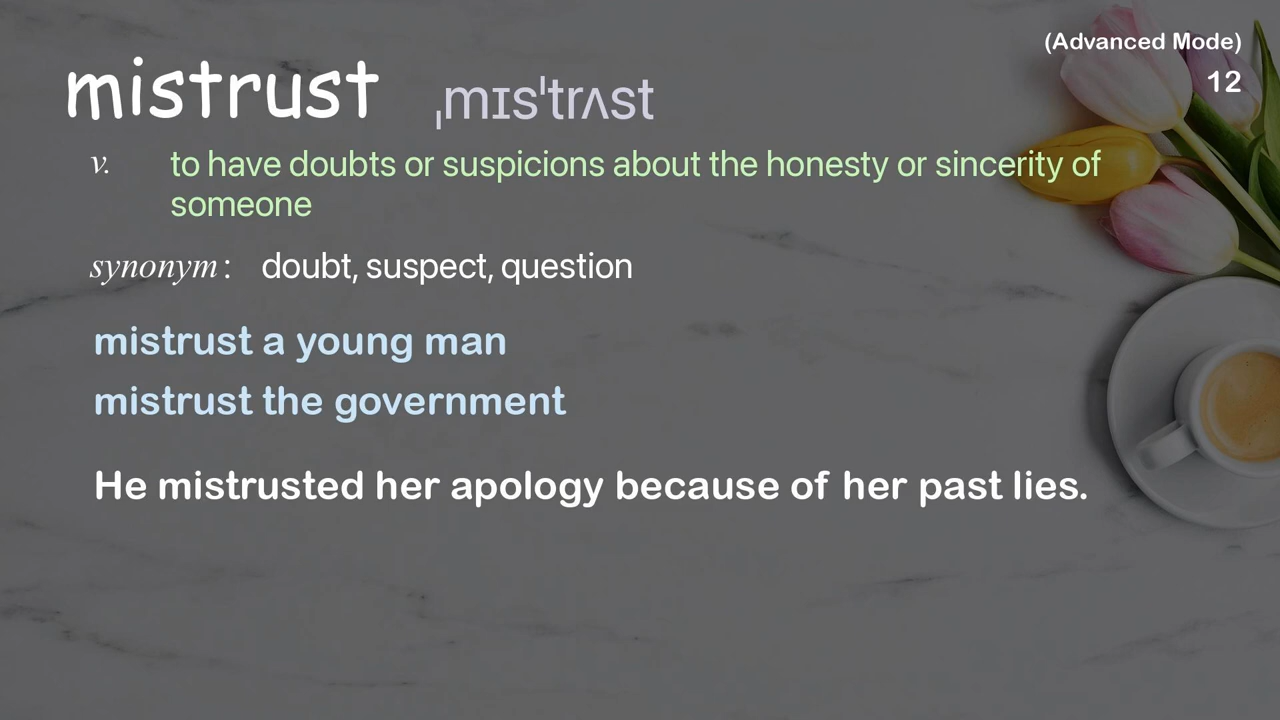 (Advanced Mode)
12
mistrust ˌmɪsˈtrʌst
v. to have doubts or suspicions about the honesty or sincerity of
someone
synonym: doubt, suspect, question
mistrust a young man
mistrust the government
He mistrusted her apology because of her past lies.